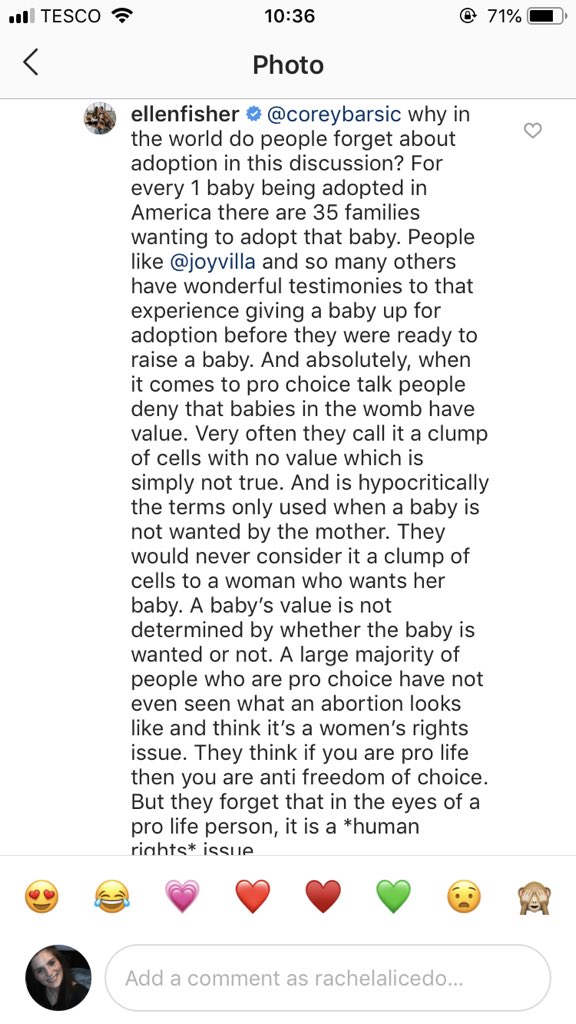 TESCO 10:36 71%
Photo
ellenfisher @coreybarsic why in
the world do people forget about
adoption in this discussion? For
every 1 baby being adopted in
America there are 35 families
wanting to adopt that baby. People
like @joyvilla and so many others
have wonderful testimonies to that
experience giving a baby up for
adoption before they were ready to
raise a baby. And absolutely, when
it comes to pro choice talk people
deny that babies in the womb have
value. Very often they call it a clump
of cells with no value which is
simply not true. And is hypocritically
the terms only used when a baby is
not wanted by the mother. They
would never consider it a clump of
cells to a woman who wants her
baby. A baby’s value is not
determined by whether the baby is
wanted or not. A large majority of
people who are pro choice have not
even seen what an abortion looks
like and think it’s a women’s rights
issue. They think if you are pro life
then you are anti freedom of choice.
But they forget that in the eyes of a
pro life person, it is a *human
rights* issue
Add a comment as rachelalicedo...